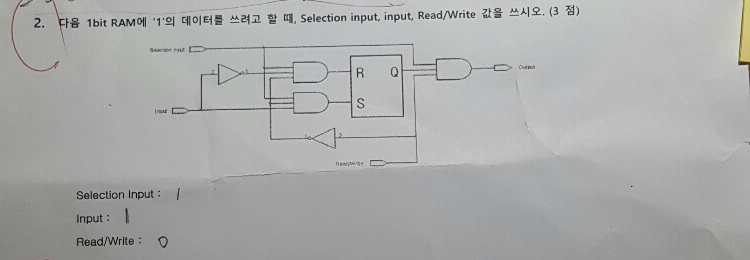 2. 다음 1bit RAM에 '1'의 데이터를 쓰려고 할 때, Selection input, input, Read/Write 값을 쓰시오. (3 점)
Selection Input
R Q
Output
S
Input
Read/Write
Selection Input : 1
Input : 1
Read/Write : 0